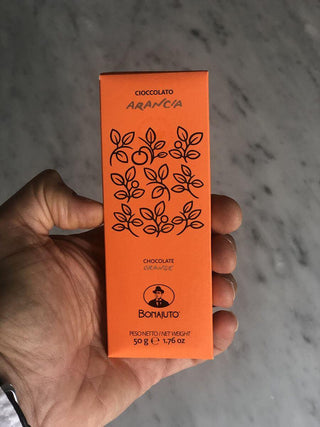 CIOCCOLATO
ARANCIA
CHOCOLATE
ORANGE
BONAJUTO
PESO NETTO / NET WEIGHT
50 g ℮ 1.76 oz